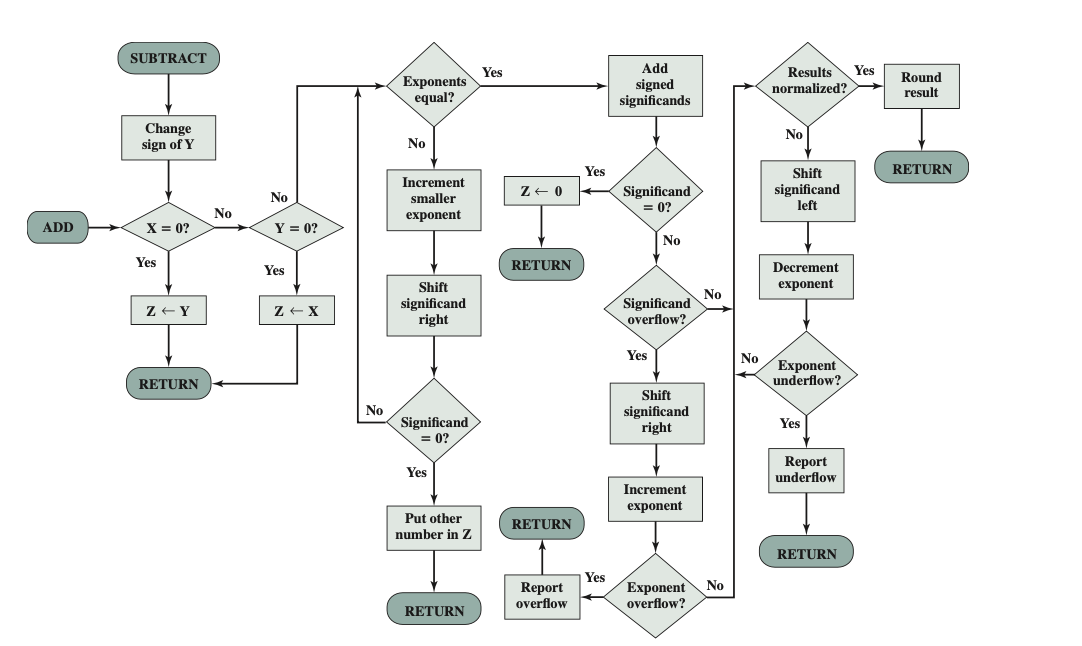 SUBTRACT
Change
sign of Y
ADD
X = 0?
No
Yes
Z ← Y
RETURN
Y = 0?
No
Yes
Z ← X
Exponents
equal?
Yes
No
Increment
smaller
exponent
Shift
significand
right
Significand
= 0?
No
Yes
Put other
number in Z
RETURN
Add
signed
significands
Significand
= 0?
Yes
Z ← 0
RETURN
No
Significand
overflow?
No
Yes
Shift
significand
right
Increment
exponent
Exponent
overflow?
Yes
Report
overflow
RETURN
No
Results
normalized?
Yes
Round
result
RETURN
No
Shift
significand
left
Decrement
exponent
Exponent
underflow?
No
Yes
Report
underflow
RETURN